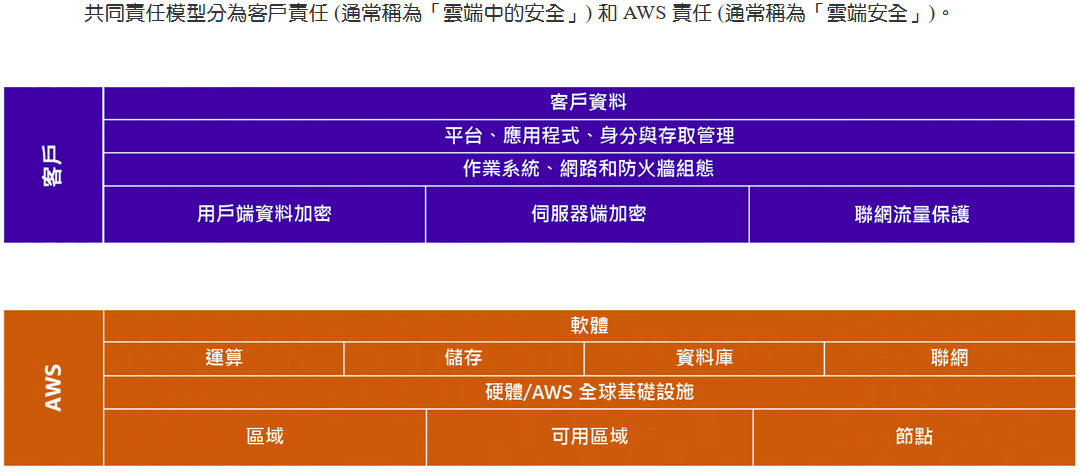 共同責任模型分為客戶責任 (通常稱為「雲端中的安全」) 和 AWS 責任 (通常稱為「雲端安全」)。
客戶
客戶資料
平台、應用程式、身分與存取管理
作業系統、網路和防火牆組態
用戶端資料加密
伺服器端加密
聯網流量保護
AWS
軟體
運算
儲存
資料庫
聯網
硬體/AWS 全球基礎設施
區域
可用區域
節點